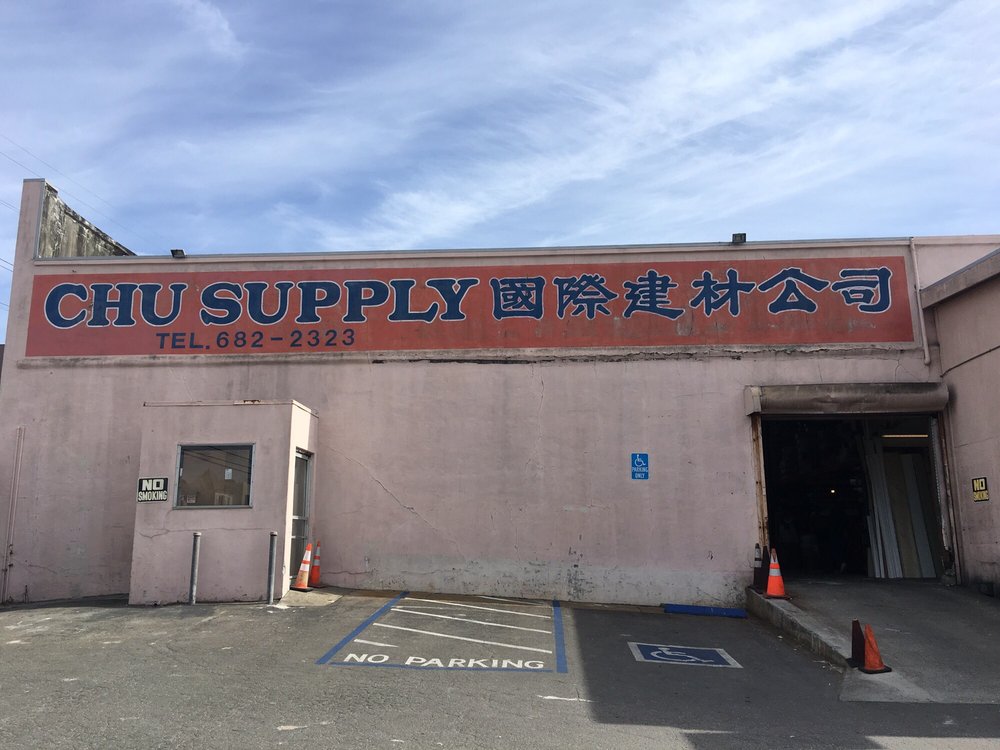 CHU SUPPLY 國際建材公司
TEL. 682-2323
NO
SMOKING
PARKING
ONLY
NO
SMOKING
NO PARKING